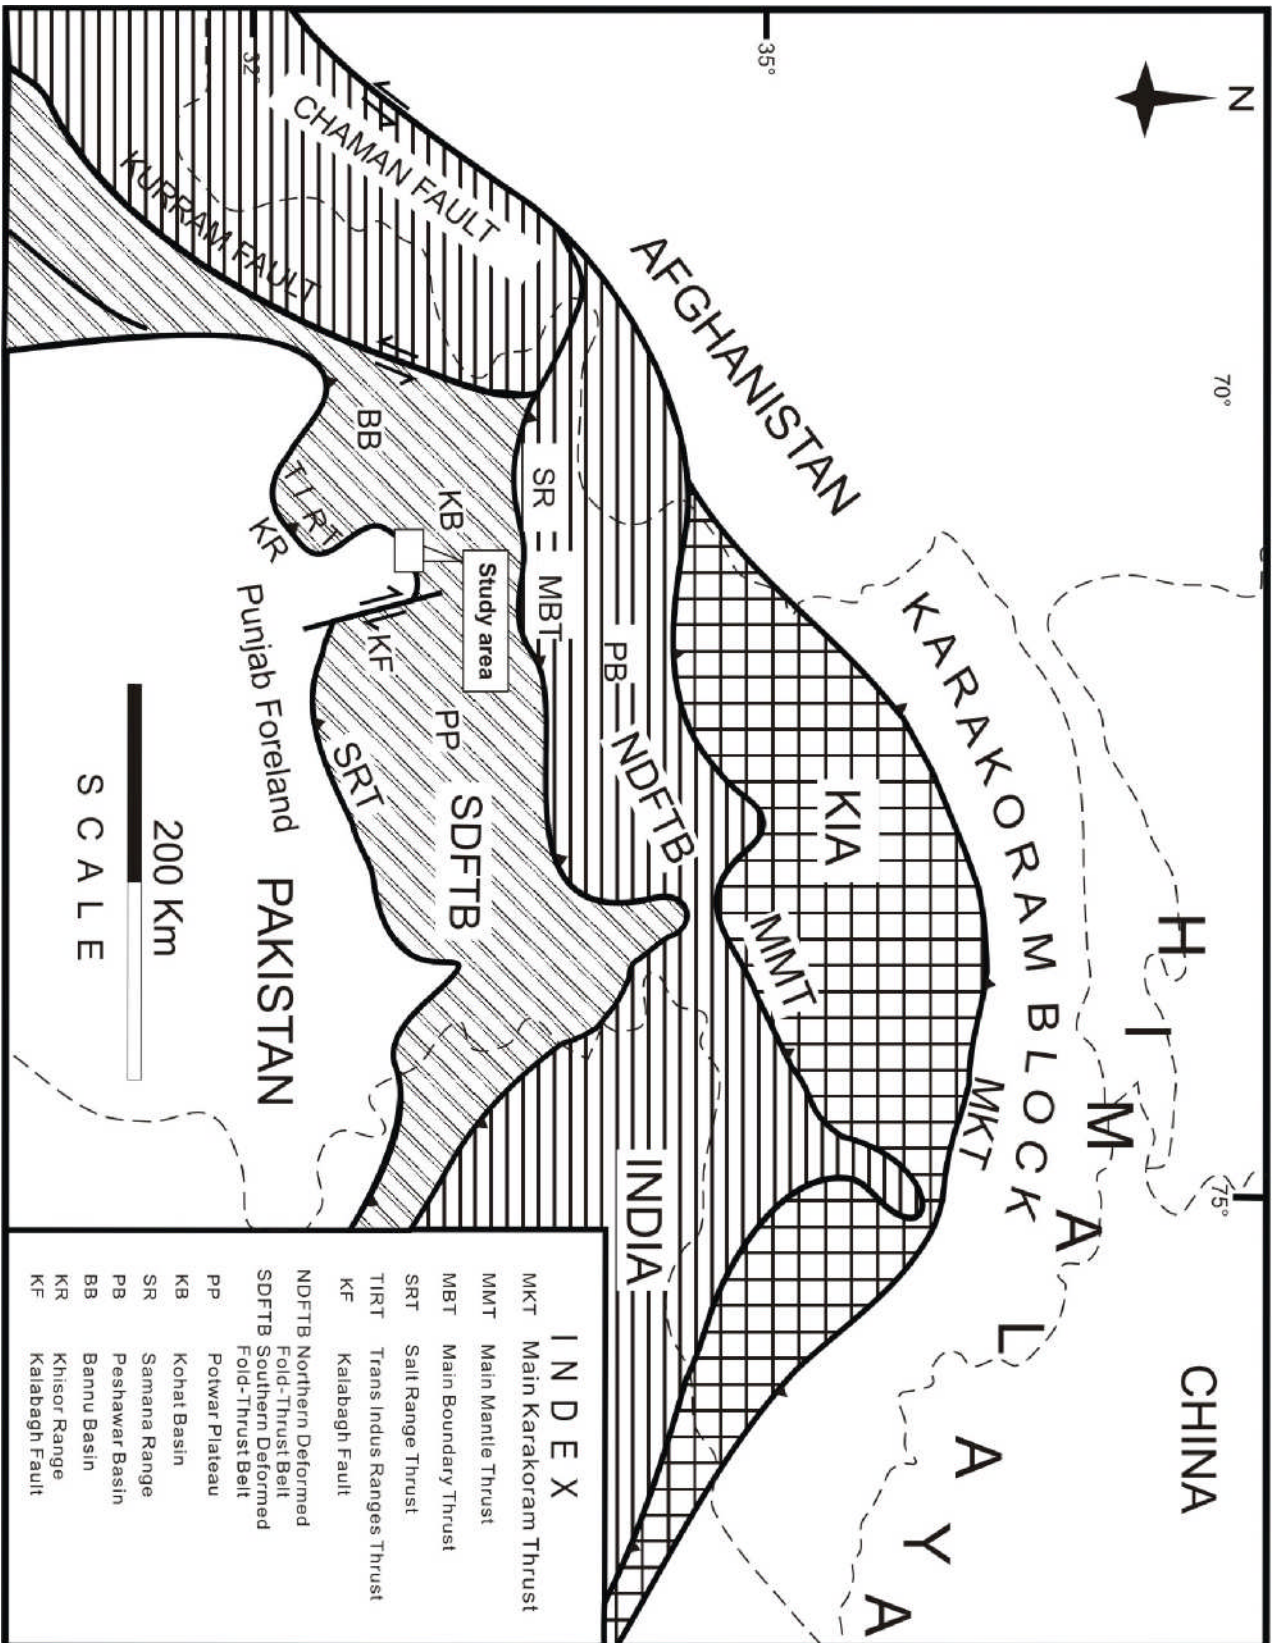 N
70°
75°
35°
32°
CHINA
HIMALAYA
AFGHANISTAN
KARAKORAM BLOCK
MKT
KIA
MMT
CHAMAN FAULT
KURRAM FAULT
SR
MBT
PB
NDFTB
INDIA
BB
KB
Study area
TIRT
KR
KF
PP
SDFTB
SRT
Punjab Foreland
PAKISTAN
200 Km
SCALE
INDEX
MKT Main Karakoram Thrust
MMT Main Mantle Thrust
MBT Main Boundary Thrust
SRT Salt Range Thrust
TIRT Trans Indus Ranges Thrust
KF Kalabagh Fault
NDFTB Northern Deformed
Fold-Thrust Belt
SDFTB Southern Deformed
Fold-Thrust Belt
PP Potwar Plateau
KB Kohat Basin
SR Samana Range
PB Peshawar Basin
BB Bannu Basin
KR Khisor Range
KF Kalabagh Fault